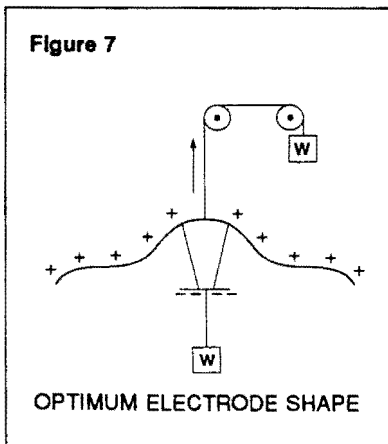 Figure 7
W
+ + + + + + + + + +
– – – – –
W
OPTIMUM ELECTRODE SHAPE